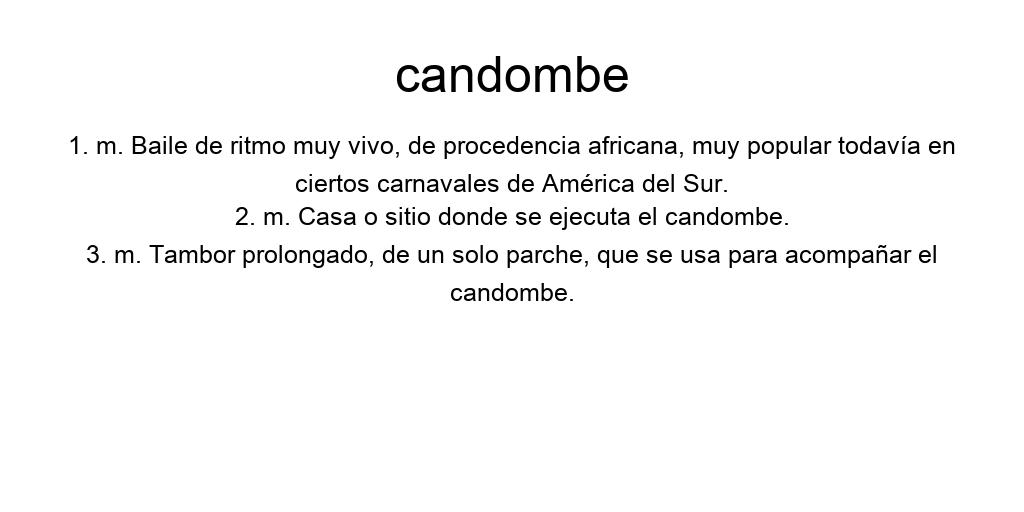 candombe
1. m. Baile de ritmo muy vivo, de procedencia africana, muy popular todavía en
ciertos carnavales de América del Sur.
2. m. Casa o sitio donde se ejecuta el candombe.
3. m. Tambor prolongado, de un solo parche, que se usa para acompañar el
candombe.